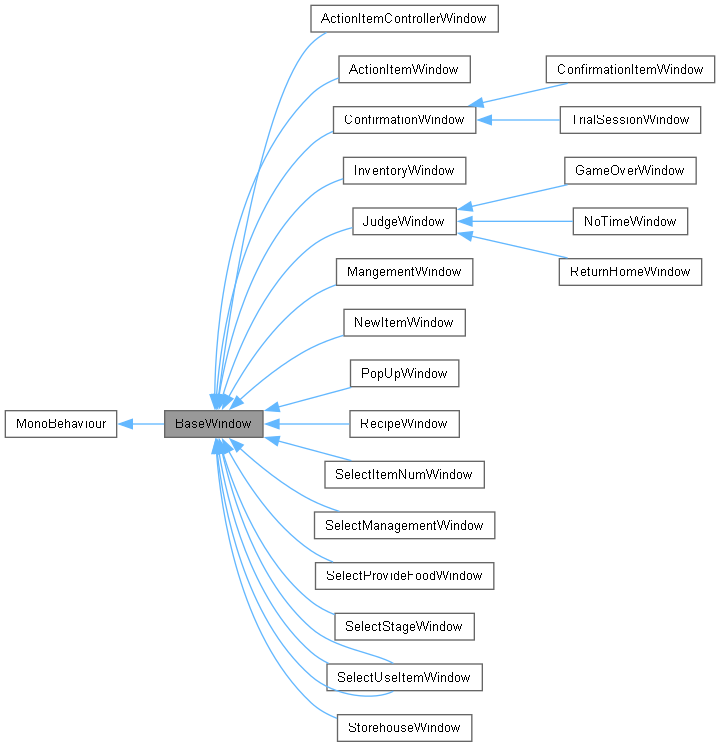 ActionItemControllerWindow
ActionItemWindow
ConfirmationItemWindow
ConfirmationWindow
TrialSessionWindow
InventoryWindow
GameOverWindow
JudgeWindow
NoTimeWindow
MangementWindow
ReturnHomeWindow
NewItemWindow
PopUpWindow
MonoBehaviour
BaseWindow
RecipeWindow
SelectItemNumWindow
SelectManagementWindow
SelectProvideFoodWindow
SelectStageWindow
SelectUseItemWindow
StorehouseWindow